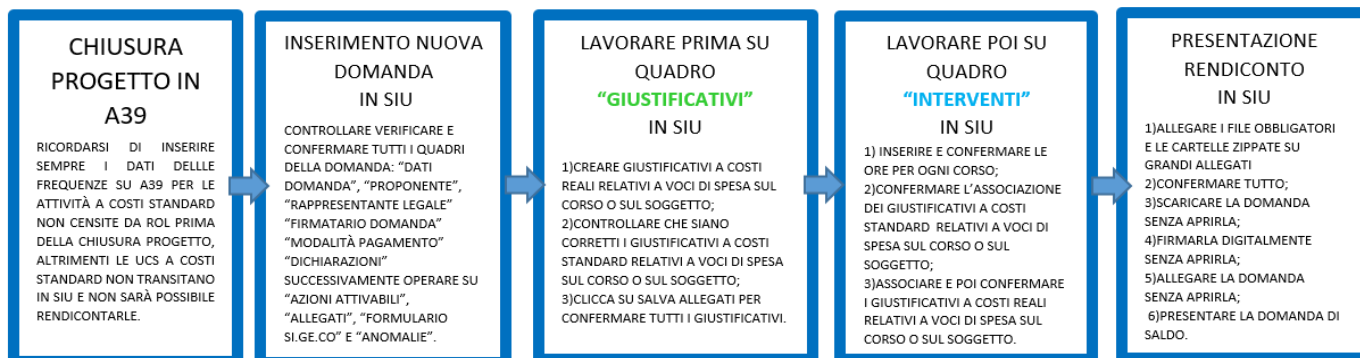 CHIUSURA
PROGETTO IN
A39
RICORDARSI DI INSERIRE
SEMPRE I DATI DELLLE
FREQUENZE SU A39 PER LE
ATTIVITÀ A COSTI STANDARD
NON CENSITE DA ROL PRIMA
DELLA CHIUSURA PROGETTO,
ALTRIMENTI LE UCS A COSTI
STANDARD NON TRANSITANO
IN SIU E NON SARÀ POSSIBILE
RENDICONTARLE.
INSERIMENTO NUOVA
DOMANDA
IN SIU
CONTROLLARE VERIFICARE E
CONFERMARE TUTTI I QUADRI
DELLA DOMANDA: “DATI
DOMANDA”, “PROPONENTE”,
“RAPPRESENTANTE LEGALE”
“FIRMATARIO DOMANDA”
“MODALITÀ PAGAMENTO”
“DICHIARAZIONI”
SUCCESSIVAMENTE OPERARE SU
“AZIONI ATTIVABILI”,
“ALLEGATI”, “FORMULARIO
SI.GE.CO” E “ANOMALIE”.
LAVORARE PRIMA SU
QUADRO
“GIUSTIFICATIVI”
IN SIU
1)CREARE GIUSTIFICATIVI A COSTI
REALI RELATIVI A VOCI DI SPESA SUL
CORSO O SUL SOGGETTO;
2)CONTROLLARE CHE SIANO
CORRETTI I GIUSTIFICATIVI A COSTI
STANDARD RELATIVI A VOCI DI SPESA
SUL CORSO O SUL SOGGETTO;
3)CLICCA SU SALVA ALLEGATI PER
CONFERMARE TUTTI I GIUSTIFICATIVI.
LAVORARE POI SU
QUADRO
“INTERVENTI”
IN SIU
1) INSERIRE E CONFERMARE LE
ORE PER OGNI CORSO;
2)CONFERMARE L’ASSOCIAZIONE
DEI GIUSTIFICATIVI A COSTI
STANDARD RELATIVI A VOCI DI
SPESA SUL CORSO O SUL
SOGGETTO;
3)ASSOCIARE E POI CONFERMARE
I GIUSTIFICATIVI A COSTI REALI
RELATIVI A VOCI DI SPESA SUL
CORSO O SUL SOGGETTO.
PRESENTAZIONE
RENDICONTO
IN SIU
1)ALLEGARE I FILE OBBLIGATORI
E LE CARTELLE ZIPPATE SU
GRANDI ALLEGATI
2)CONFERMARE TUTTO;
3)SCARICARE LA DOMANDA
SENZA APRIRLA;
4)FIRMARLA DIGITALMENTE
SENZA APRIRLA;
5)ALLEGARE LA DOMANDA
SENZA APRIRLA;
6)PRESENTARE LA DOMANDA DI
SALDO.